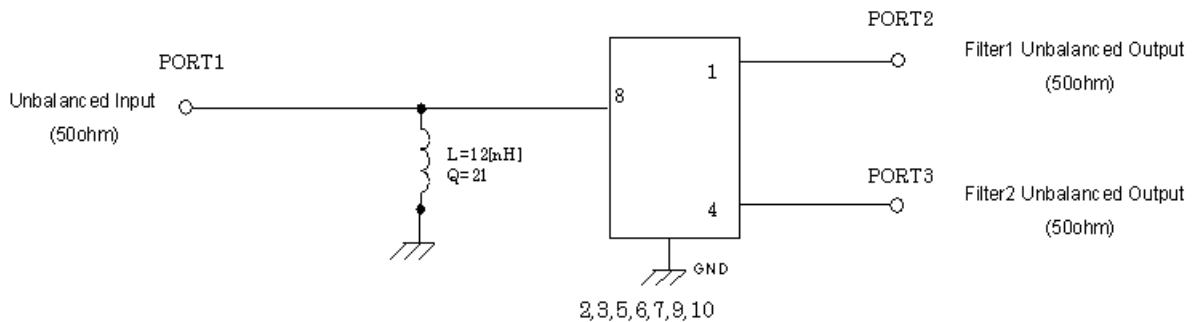 PORT1
Unbalanced Input
(50ohm)
L=12[nH]
Q=21
8
1
4
GND
2,3,5,6,7,9,10
PORT2
Filter1 Unbalanced Output
(50ohm)
PORT3
Filter2 Unbalanced Output
(50ohm)